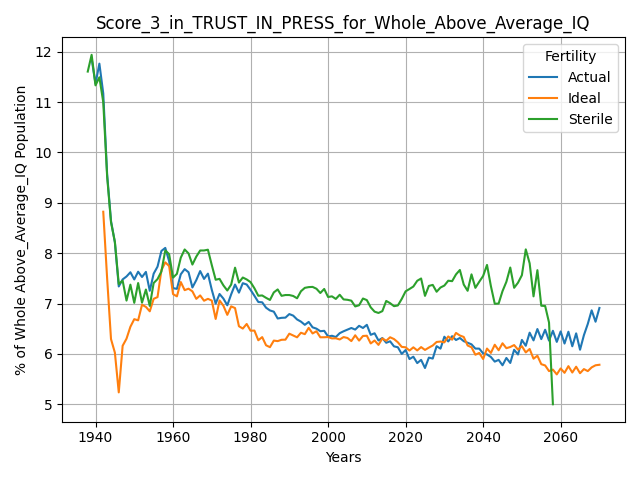 Score_3_in_TRUST_IN_PRESS_for_Whole_Above_Average_IQ
% of Whole Above_Average_IQ Population
12
11
10
9
8
7
6
5
Fertility
Actual
Ideal
Sterile
1940
1960
1980
2000
2020
2040
2060
Years